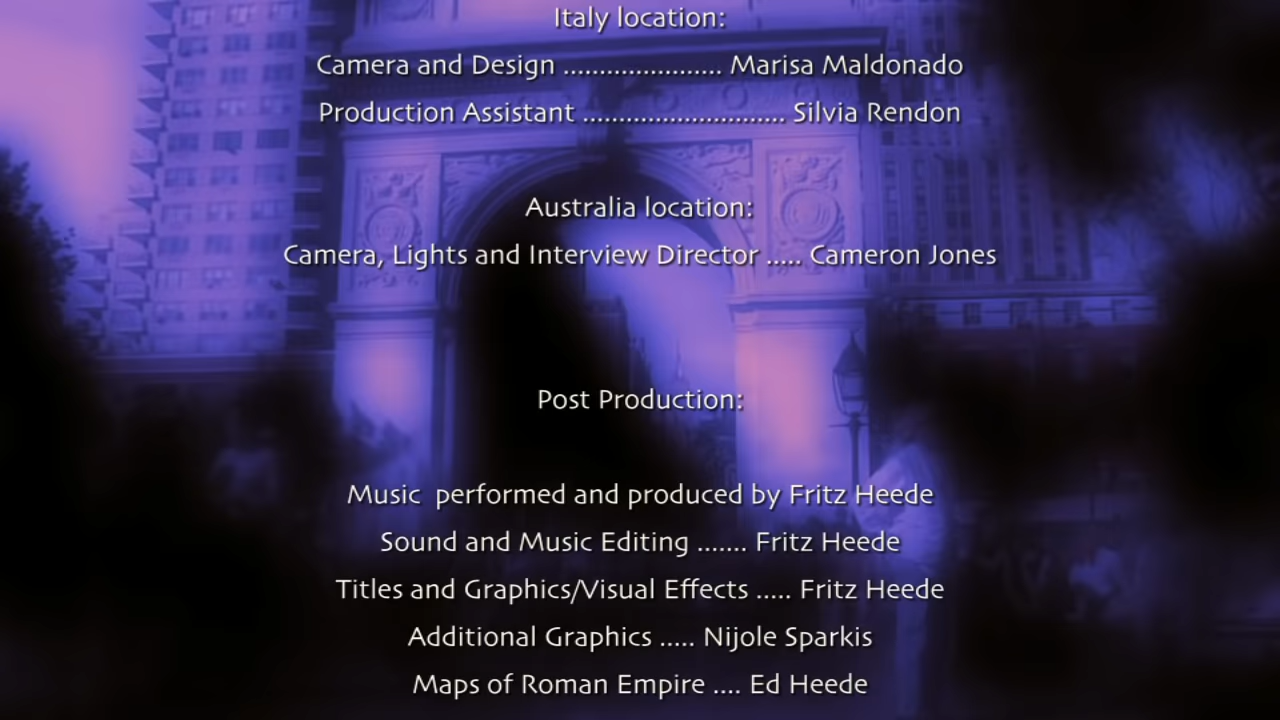 Italy location:
Camera and Design ...................... Marisa Maldonado
Production Assistant ............................ Silvia Rendon
Australia location:
Camera, Lights and Interview Director ..... Cameron Jones
Post Production:
Music  performed and produced by Fritz Heede
Sound and Music Editing ....... Fritz Heede
Titles and Graphics/Visual Effects ..... Fritz Heede
Additional Graphics ..... Nijole Sparkis
Maps of Roman Empire .... Ed Heede